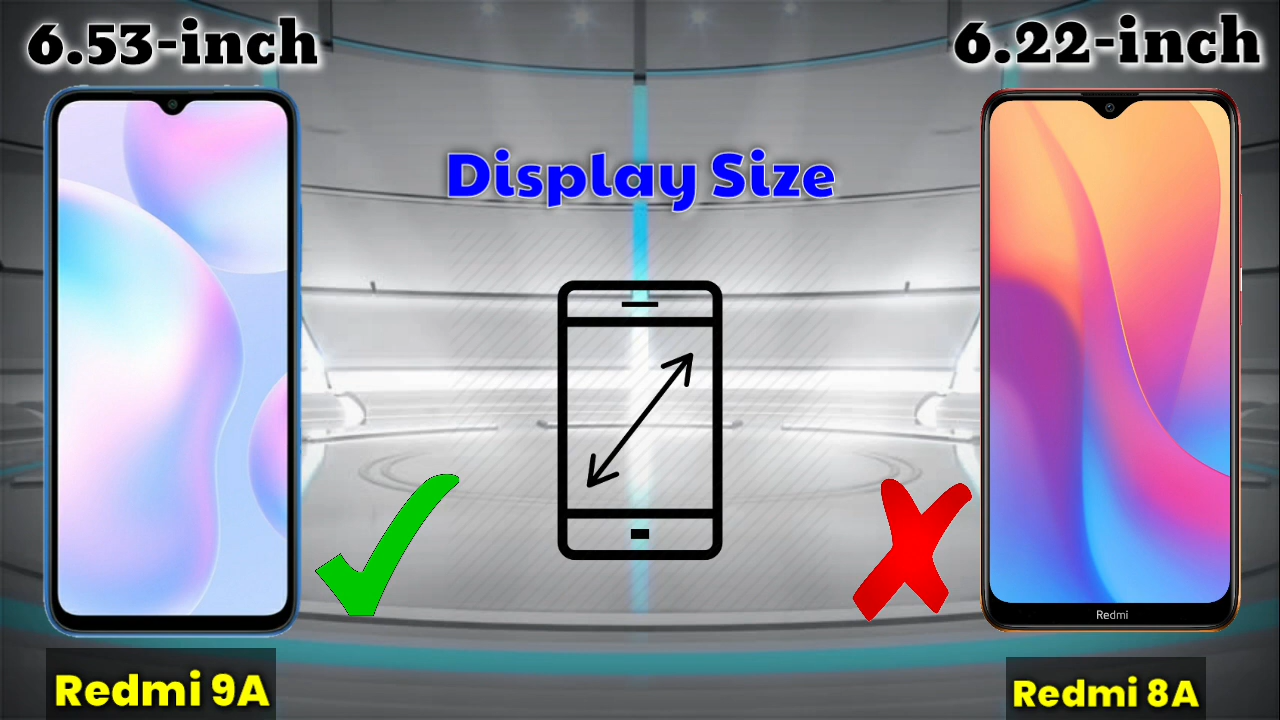 6.53-inch
6.22-inch
Display Size
Redmi
Redmi 9A
Redmi 8A